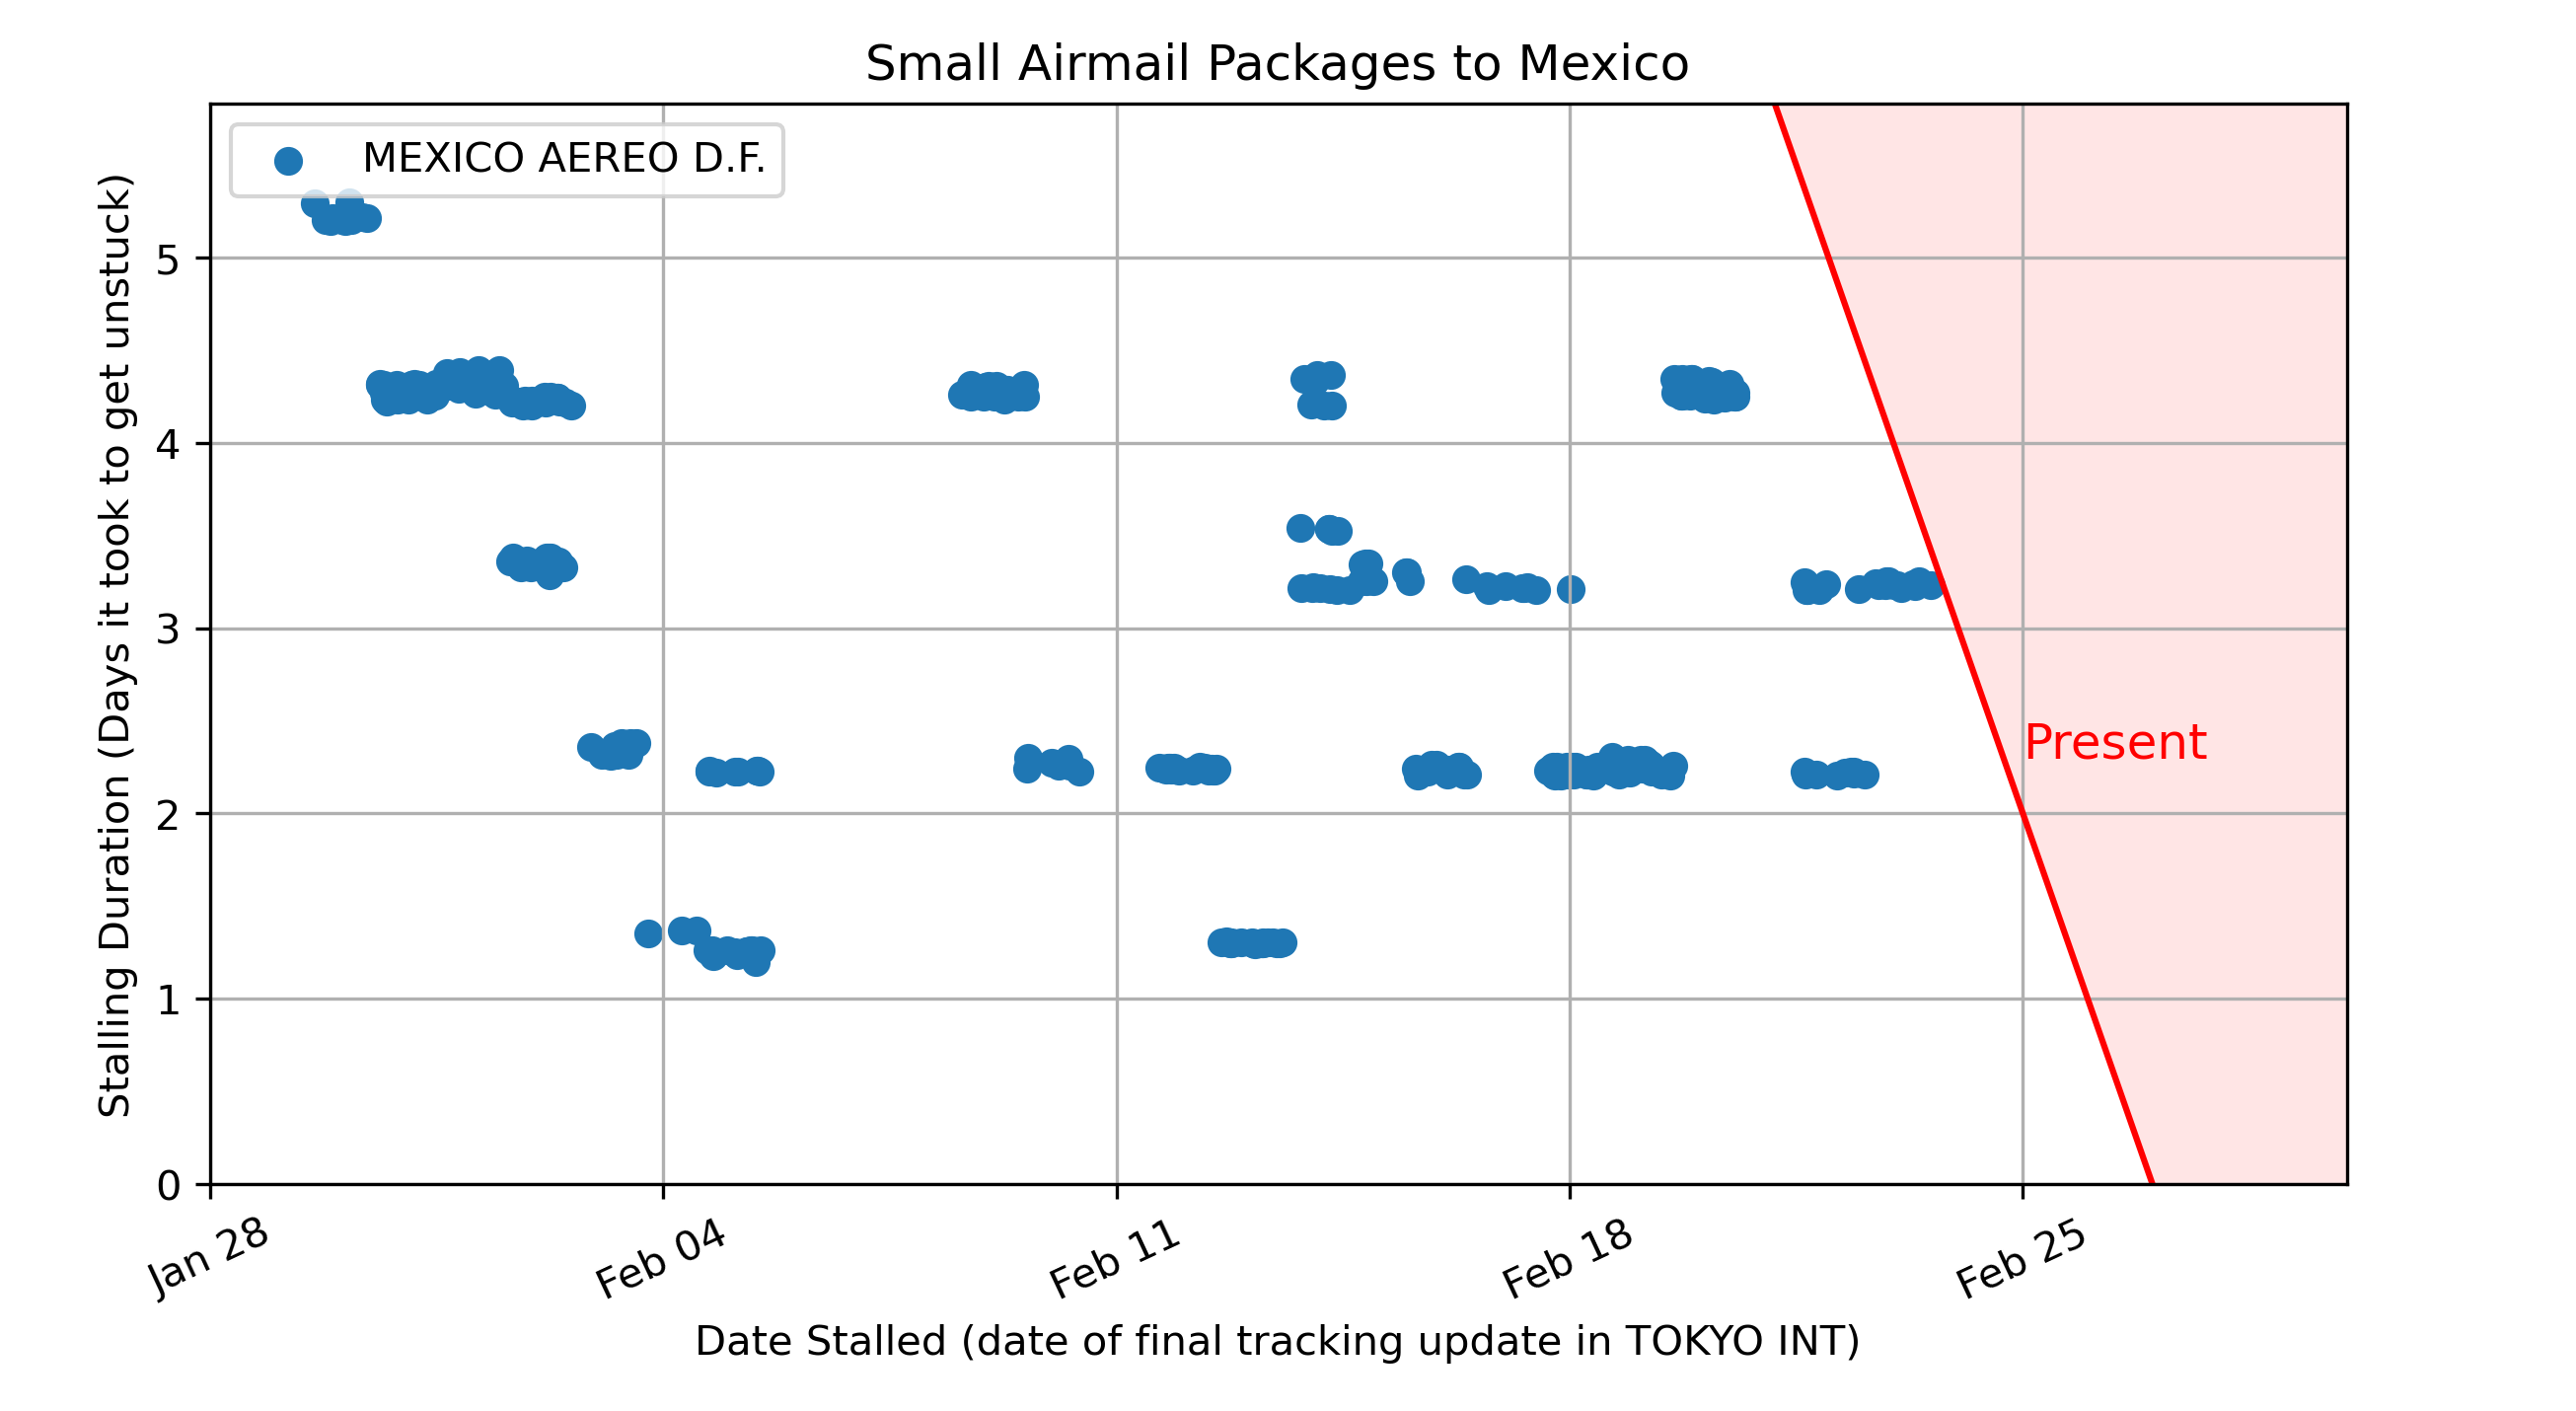 Small Airmail Packages to Mexico
MEXICO AEREO D.F.
Stalling Duration (Days it took to get unstuck)
5
4
3
2
1
0
Present
Jan 28
Feb 04
Feb 11
Feb 18
Feb 25
Date Stalled (date of final tracking update in TOKYO INT)